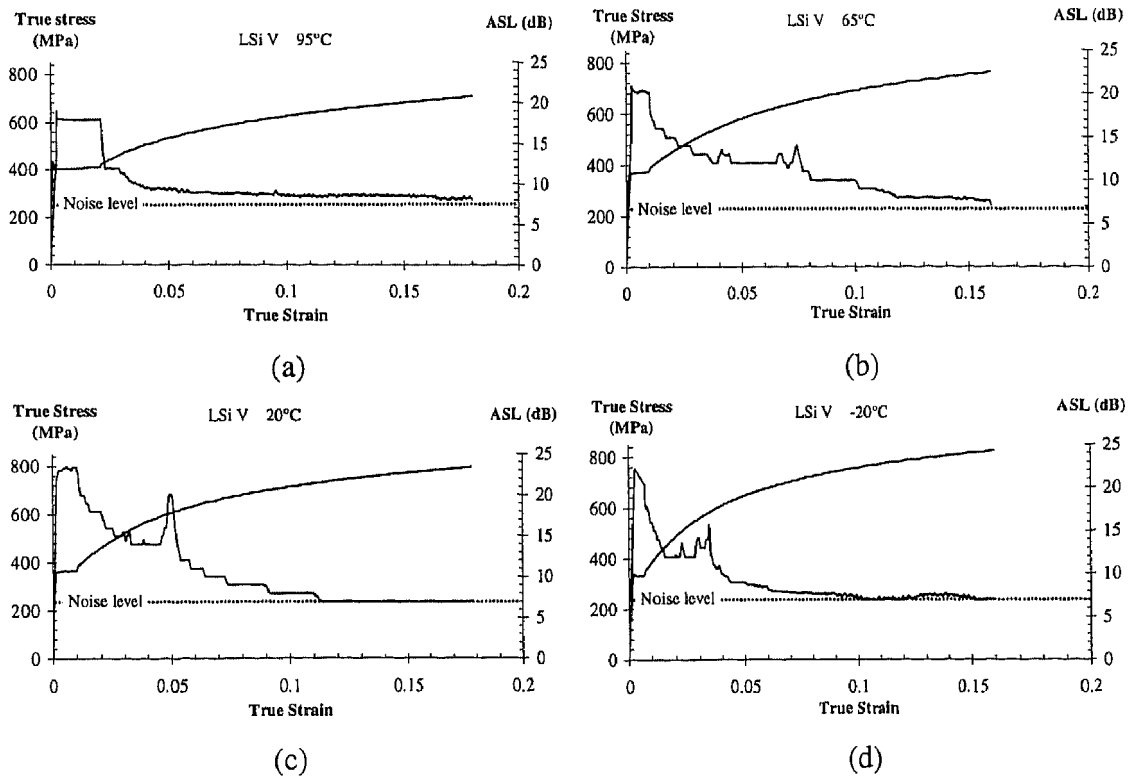 True stress
(MPa)
LSi V 95°C
ASL (dB)
800
600
400
200
0
25
20
15
10
5
0
Noise level
0
0.05
0.1
0.15
0.2
True Strain
(a)
True Stress
(MPa)
LSi V 65°C
ASL (dB)
800
600
400
200
0
25
20
15
10
5
0
Noise level
0
0.05
0.1
0.15
0.2
True Strain
(b)
True Stress
(MPa)
LSi V 20°C
ASL (dB)
800
600
400
200
0
25
20
15
10
5
0
Noise level
0
0.05
0.1
0.15
0.2
True Strain
(c)
True Stress
(MPa)
LSi V -20°C
ASL (dB)
800
600
400
200
0
25
20
15
10
5
0
Noise level
0
0.05
0.1
0.15
0.2
True Strain
(d)